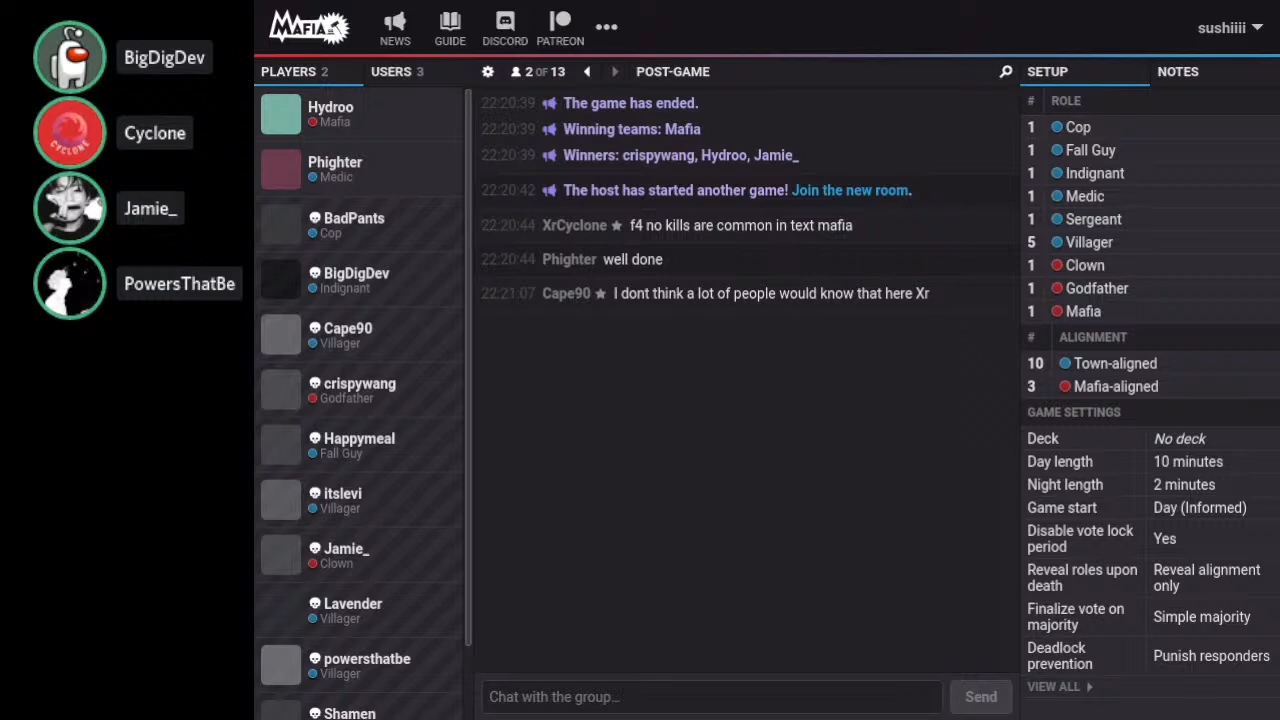 BigDigDev
Cyclone
CYCLONE
Jamie_
PowersThatBe
MAFIA
NEWS
GUIDE
DISCORD
PATREON
sushiiii
PLAYERS 2
USERS 3
2 OF 13
POST-GAME
SETUP
NOTES
Hydroo
Mafia
Phighter
Medic
BadPants
Cop
BigDigDev
Indignant
Cape90
Villager
crispywang
Godfather
Happymeal
Fall Guy
itslevi
Villager
Jamie_
Clown
Lavender
Villager
powersthatbe
Villager
Shamen
22:20:39 The game has ended.
22:20:39 Winning teams: Mafia
22:20:39 Winners: crispywang, Hydroo, Jamie_
22:20:42 The host has started another game! Join the new room.
22:20:44 XrCyclone ★ f4 no kills are common in text mafia
22:20:44 Phighter well done
22:21:07 Cape90 ★ I dont think a lot of people would know that here Xr
Chat with the group...
Send
# ROLE
1 Cop
1 Fall Guy
1 Indignant
1 Medic
1 Sergeant
5 Villager
1 Clown
1 Godfather
1 Mafia
# ALIGNMENT
10 Town-aligned
3 Mafia-aligned
GAME SETTINGS
Deck No deck
Day length 10 minutes
Night length 2 minutes
Game start Day (Informed)
Disable vote lock
period
Yes
Reveal roles upon
death
Reveal alignment
only
Finalize vote on
majority
Simple majority
Deadlock
prevention
Punish responders
VIEW ALL